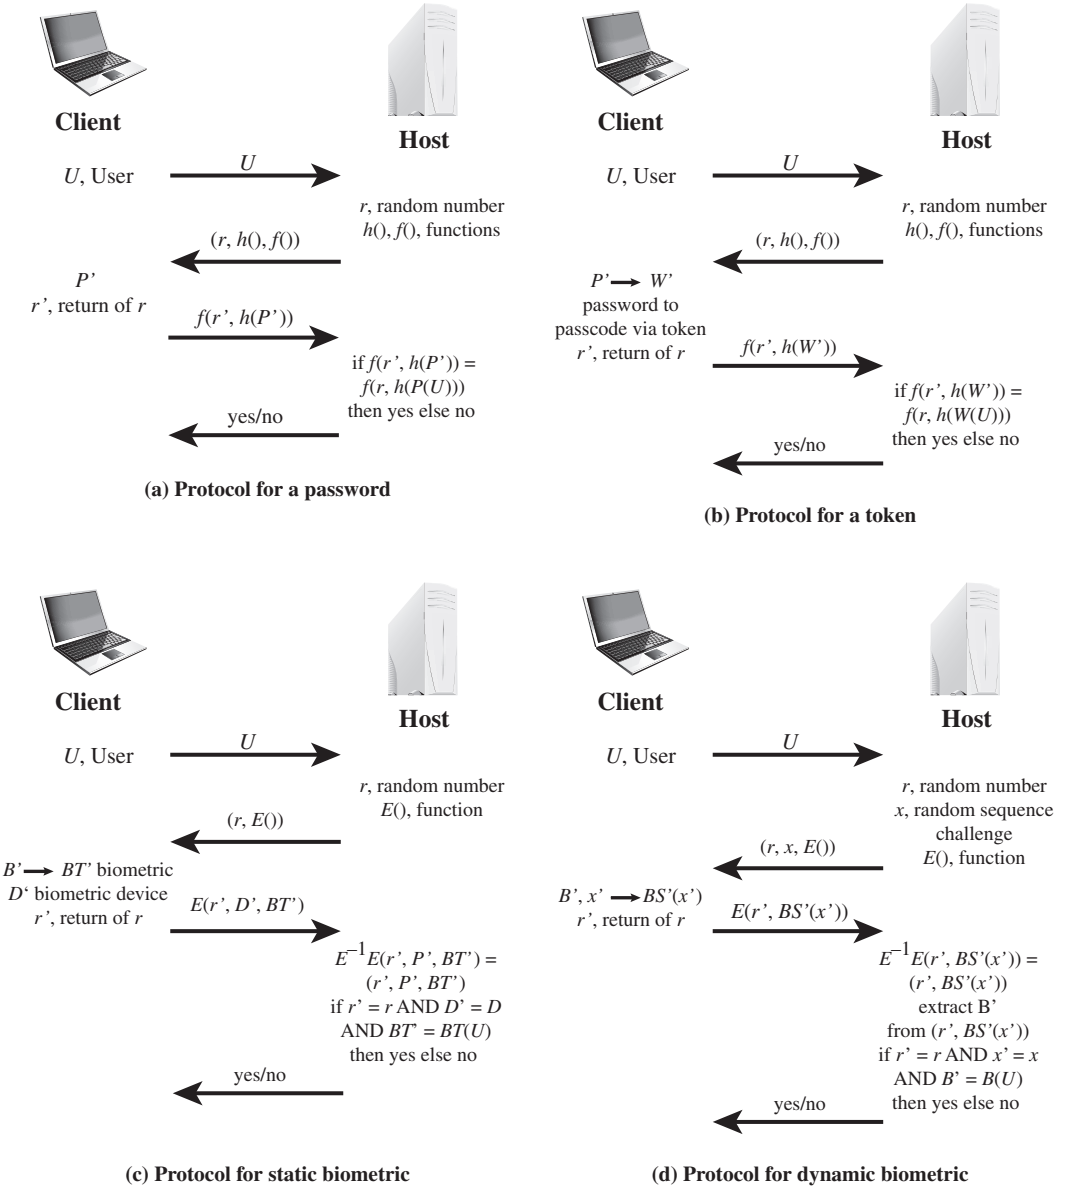 Client
Host
U, User
U
r, random number
h(), f(), functions
(r, h(), f())
P’
r’, return of r
f(r’, h(P’))
if f(r’, h(P’)) =
f(r, h(P(U)))
then yes else no
yes/no
(a) Protocol for a password
Client
Host
U, User
U
r, random number
h(), f(), functions
(r, h(), f())
P’ → W’
password to
passcode via token
r’, return of r
f(r’, h(W’))
if f(r’, h(W’)) =
f(r, h(W(U)))
then yes else no
yes/no
(b) Protocol for a token
Client
Host
U, User
U
r, random number
E(), function
(r, E())
B’ → BT’ biometric
D‘ biometric device
r’, return of r
E(r’, D’, BT’)
E⁻¹E(r’, P’, BT’) =
(r’, P’, BT’)
if r’ = r AND D’ = D
AND BT’ = BT(U)
then yes else no
yes/no
(c) Protocol for static biometric
Client
Host
U, User
U
r, random number
x, random sequence
challenge
E(), function
(r, x, E())
B’, x’ → BS’(x’)
r’, return of r
E(r’, BS’(x’))
E⁻¹E(r’, BS’(x’)) =
(r’, BS’(x’))
extract B’
from (r’, BS’(x’))
if r’ = r AND x’ = x
AND B’ = B(U)
then yes else no
yes/no
(d) Protocol for dynamic biometric